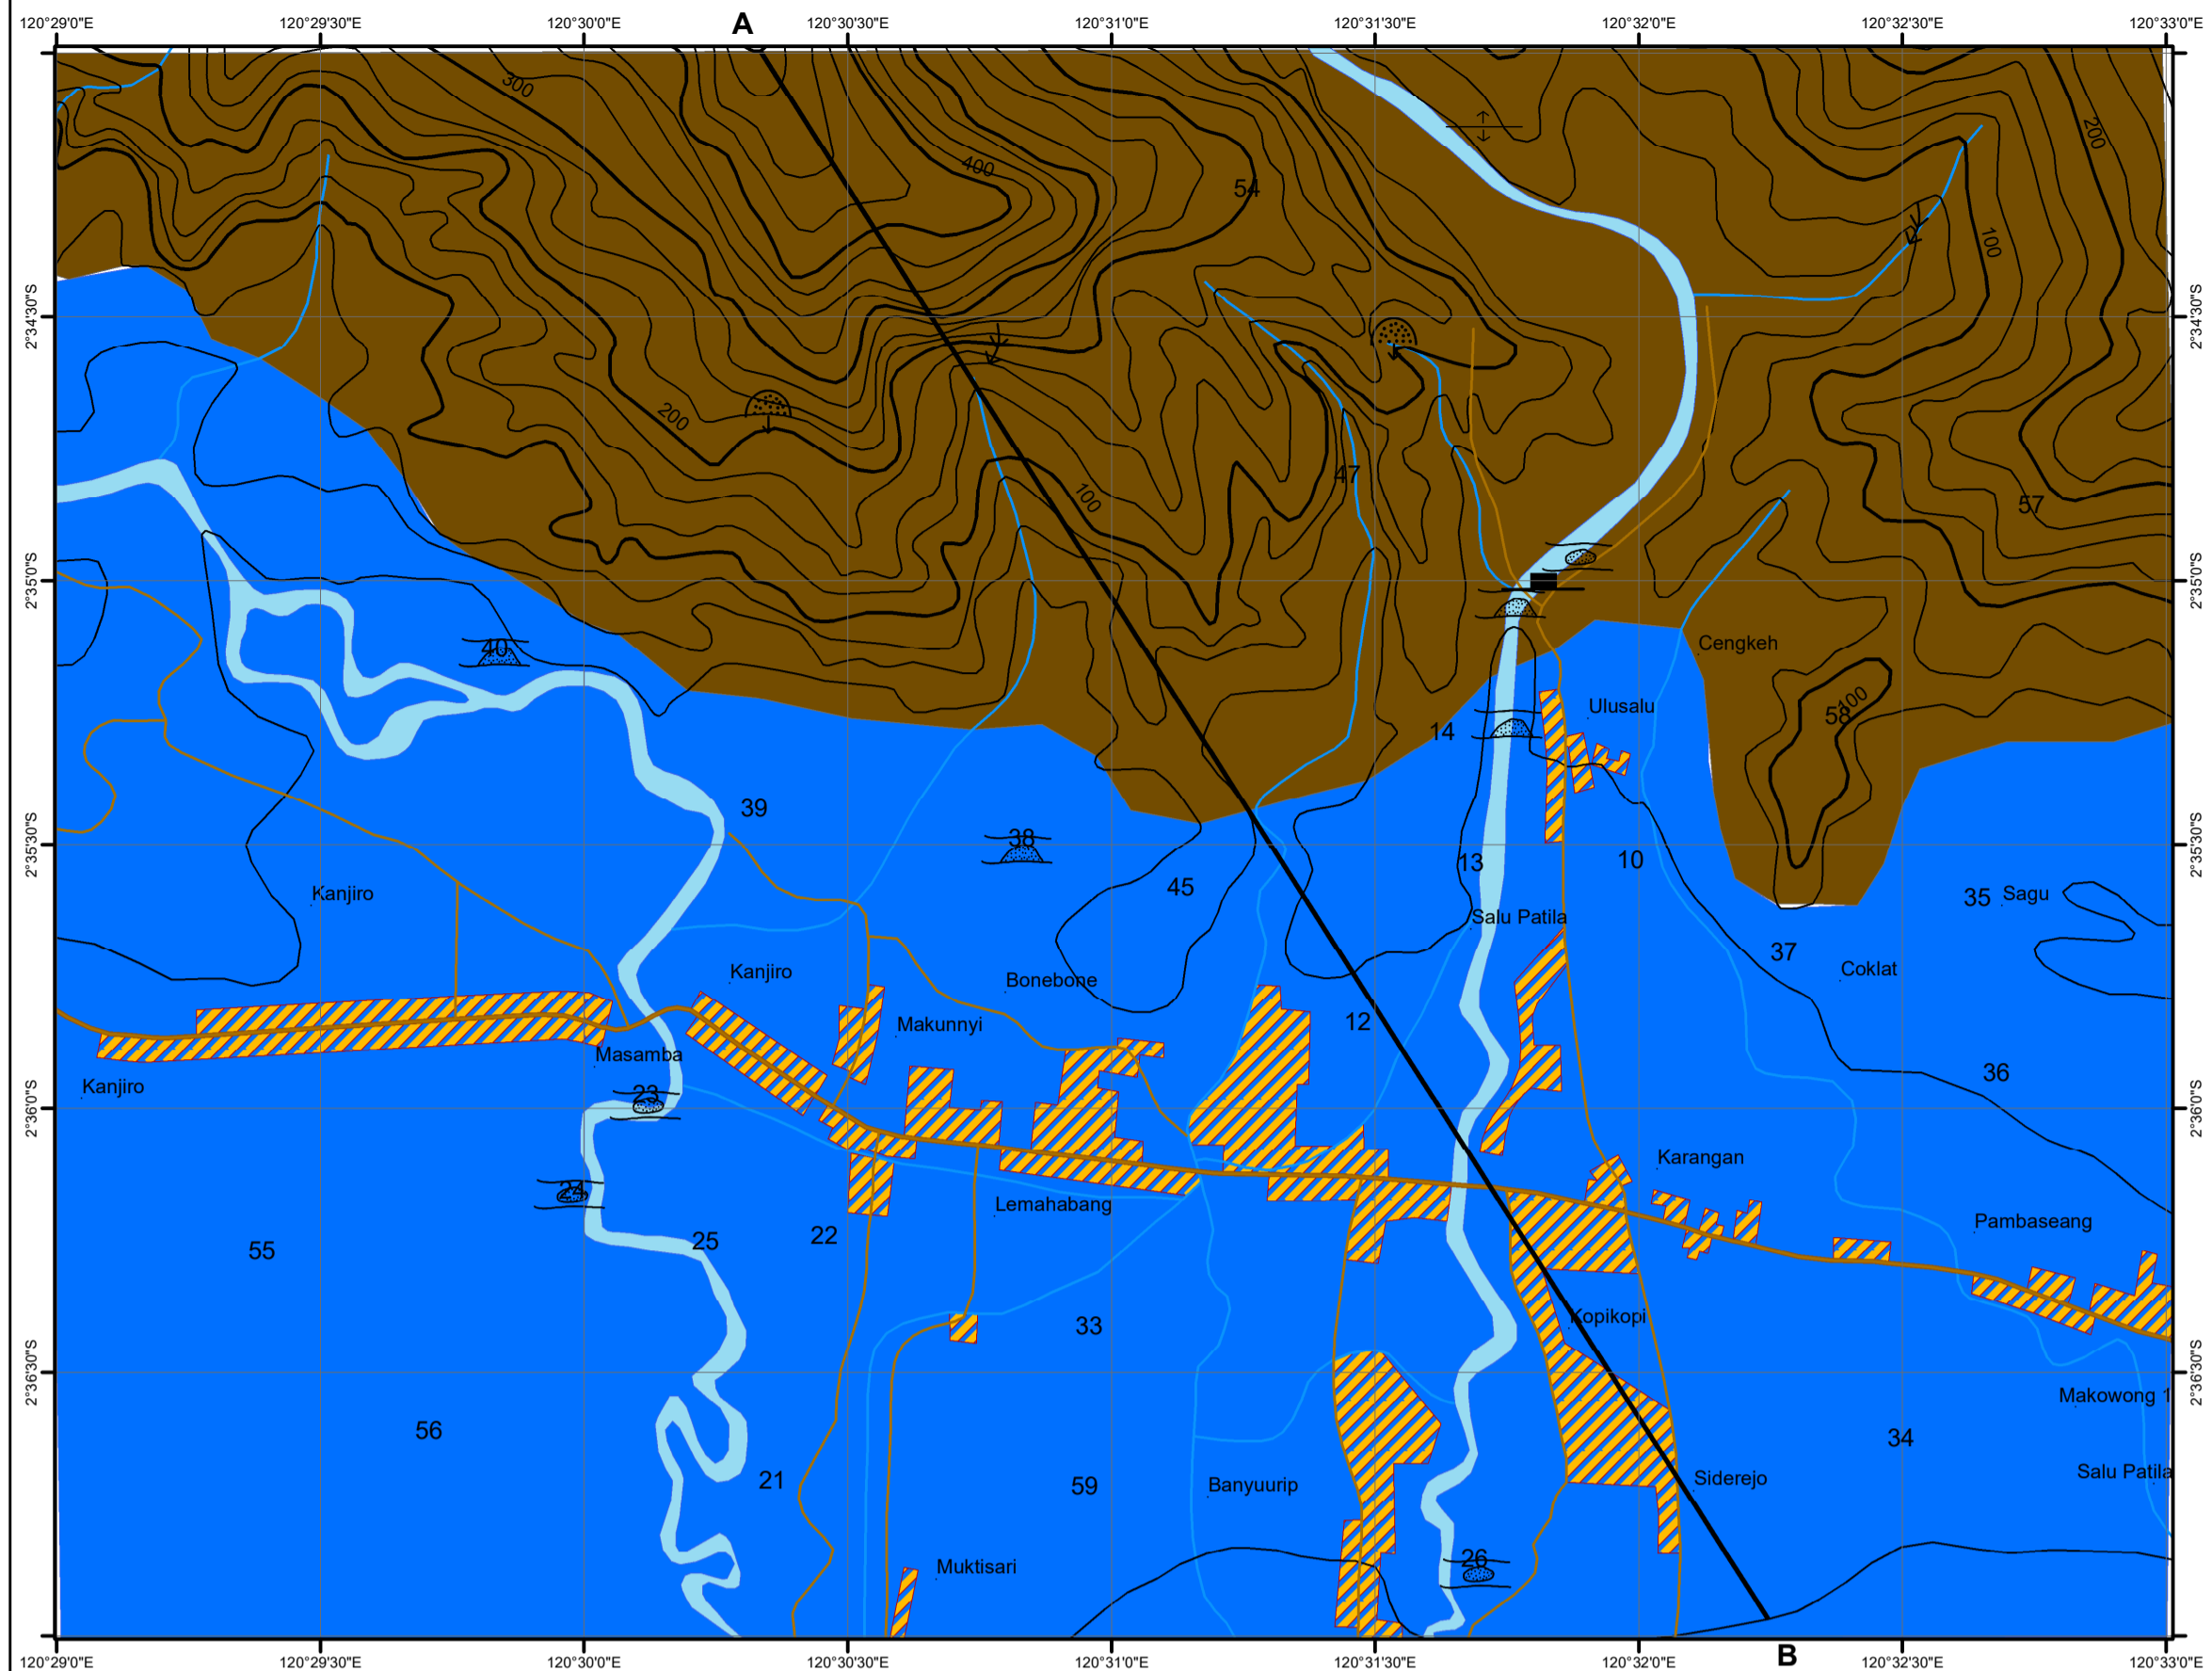 120°29'0"E 120°29'30"E 120°30'0"E A 120°30'30"E 120°31'0"E 120°31'30"E 120°32'0"E 120°32'30"E 120°33'0"E
300
200
400
54
100
2°34'30"S 2°34'30"S
200
47
100
57
2°35'0"S 2°35'0"S
40
Cengkeh
Ulusalu
100
58
14
39
38
2°35'30"S 2°35'30"S
13
10
45
Kanjiro
35 Sagu
Salu Patila
37
Coklat
Kanjiro
Bonebone
12
Makunnyi
Masamba
36
Kanjiro
23
2°36'0"S 2°36'0"S
Karangan
24
Lemahabang
Pambaseang
22
25
55
Kopikopi
33
2°36'30"S 2°36'30"S
Makowong 1
56
34
Salu Patila
21
59
Banyuurip
Siderejo
26
Muktisari
120°29'0"E 120°29'30"E 120°30'0"E 120°30'30"E 120°31'0"E 120°31'30"E 120°32'0"E B 120°32'30"E 120°33'0"E